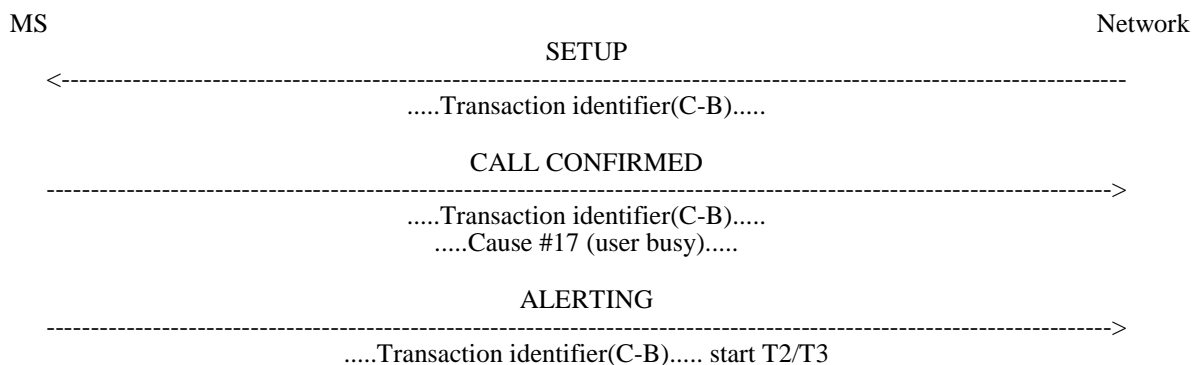 MS Network
SETUP
<------------------------------------------------------------------------------------------------------------------------
.....Transaction identifier(C-B).....
CALL CONFIRMED
------------------------------------------------------------------------------------------------------------------------>
.....Transaction identifier(C-B).....
.....Cause #17 (user busy).....
ALERTING
------------------------------------------------------------------------------------------------------------------------>
.....Transaction identifier(C-B)..... start T2/T3